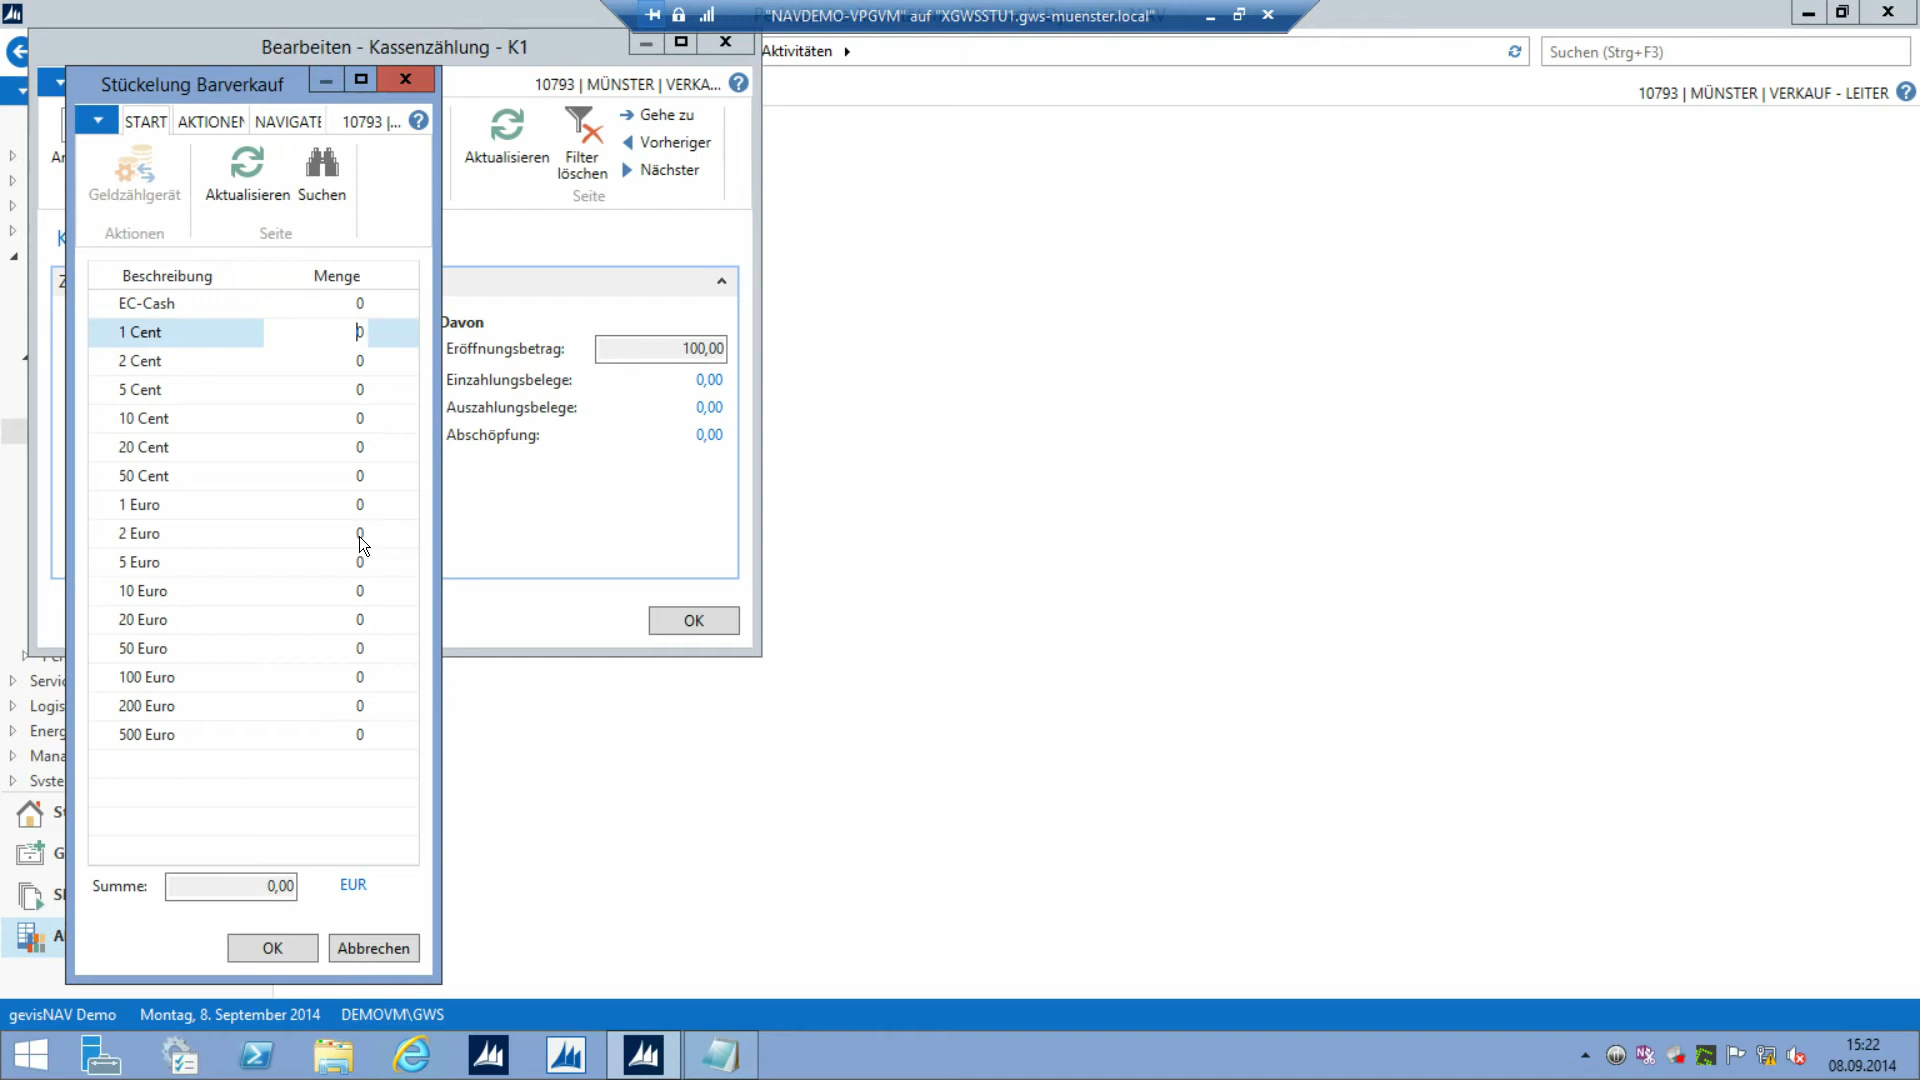 "NAVDEMO-VPGVM" auf "XGWSSTU1.gws-muenster.local"
Aktivitäten
Suchen (Strg+F3)
10793 | MÜNSTER | VERKAUF - LEITER
Bearbeiten - Kassenzählung - K1
10793 | MÜNSTER | VERKA...
Aktualisieren
Filter
löschen
Gehe zu
Vorheriger
Nächster
Seite
Davon
Eröffnungsbetrag: 100,00
Einzahlungsbelege: 0,00
Auszahlungsbelege: 0,00
Abschöpfung: 0,00
OK
Stückelung Barverkauf
START AKTIONEN NAVIGATE 10793 |...
Geldzählgerät
Aktualisieren
Suchen
Aktionen
Seite
Beschreibung Menge
EC-Cash 0
1 Cent 0
2 Cent 0
5 Cent 0
10 Cent 0
20 Cent 0
50 Cent 0
1 Euro 0
2 Euro 0
5 Euro 0
10 Euro 0
20 Euro 0
50 Euro 0
100 Euro 0
200 Euro 0
500 Euro 0
Summe: 0,00 EUR
OK Abbrechen
Servic
Logis
Energ
Mana
Syste
gevisNAV Demo Montag, 8. September 2014 DEMOVM\GWS
15:22
08.09.2014